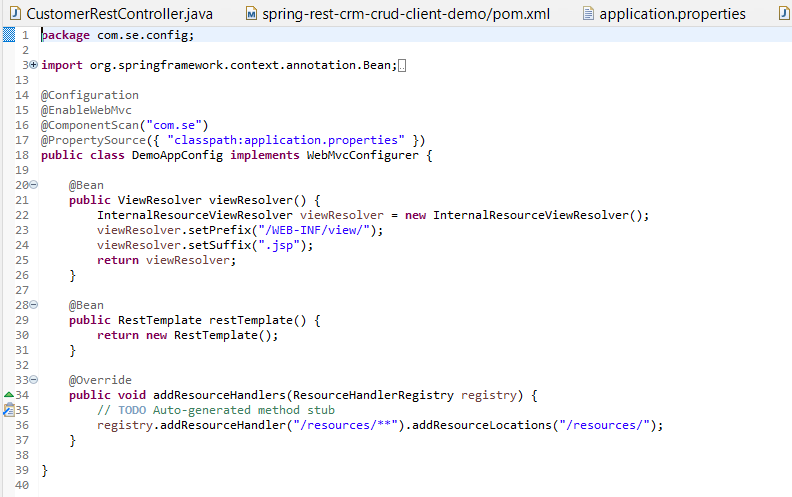 CustomerRestController.java spring-rest-crm-crud-client-demo/pom.xml application.properties
1 package com.se.config;
2
3 import org.springframework.context.annotation.Bean;
13
14 @Configuration
15 @EnableWebMvc
16 @ComponentScan("com.se")
17 @PropertySource({ "classpath:application.properties" })
18 public class DemoAppConfig implements WebMvcConfigurer {
19
20 @Bean
21 public ViewResolver viewResolver() {
22 InternalResourceViewResolver viewResolver = new InternalResourceViewResolver();
23 viewResolver.setPrefix("/WEB-INF/view/");
24 viewResolver.setSuffix(".jsp");
25 return viewResolver;
26 }
27
28 @Bean
29 public RestTemplate restTemplate() {
30 return new RestTemplate();
31 }
32
33 @Override
34 public void addResourceHandlers(ResourceHandlerRegistry registry) {
35 // TODO Auto-generated method stub
36 registry.addResourceHandler("/resources/**").addResourceLocations("/resources/");
37 }
38
39 }
40